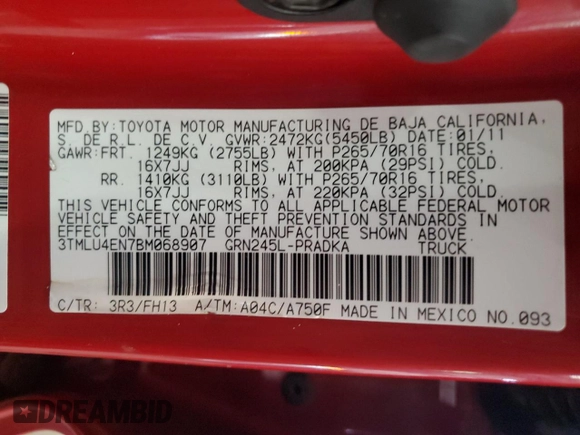 MFD.BY:TOYOTA MOTOR MANUFACTURING DE BAJA CALIFORNIA,
S. DE R.L. DE C.V. GVWR:2472KG(5450LB) DATE:01/11
GAWR:FRT. 1249KG (2755LB) WITH P265/70R16 TIRES,
16X7JJ RIMS, AT 200KPA (29PSI) COLD.
RR. 1410KG (3110LB) WITH P265/70R16 TIRES,
16X7JJ RIMS, AT 220KPA (32PSI) COLD.
THIS VEHICLE CONFORMS TO ALL APPLICABLE FEDERAL MOTOR
VEHICLE SAFETY AND THEFT PREVENTION STANDARDS IN
EFFECT ON THE DATE OF MANUFACTURE SHOWN ABOVE.
3TMLU4EN7BM068907 GRN245L-PRADKA TRUCK
C/TR: 3R3/FH13 A/TM:A04C/A750F MADE IN MEXICO NO.093
DREAMBID